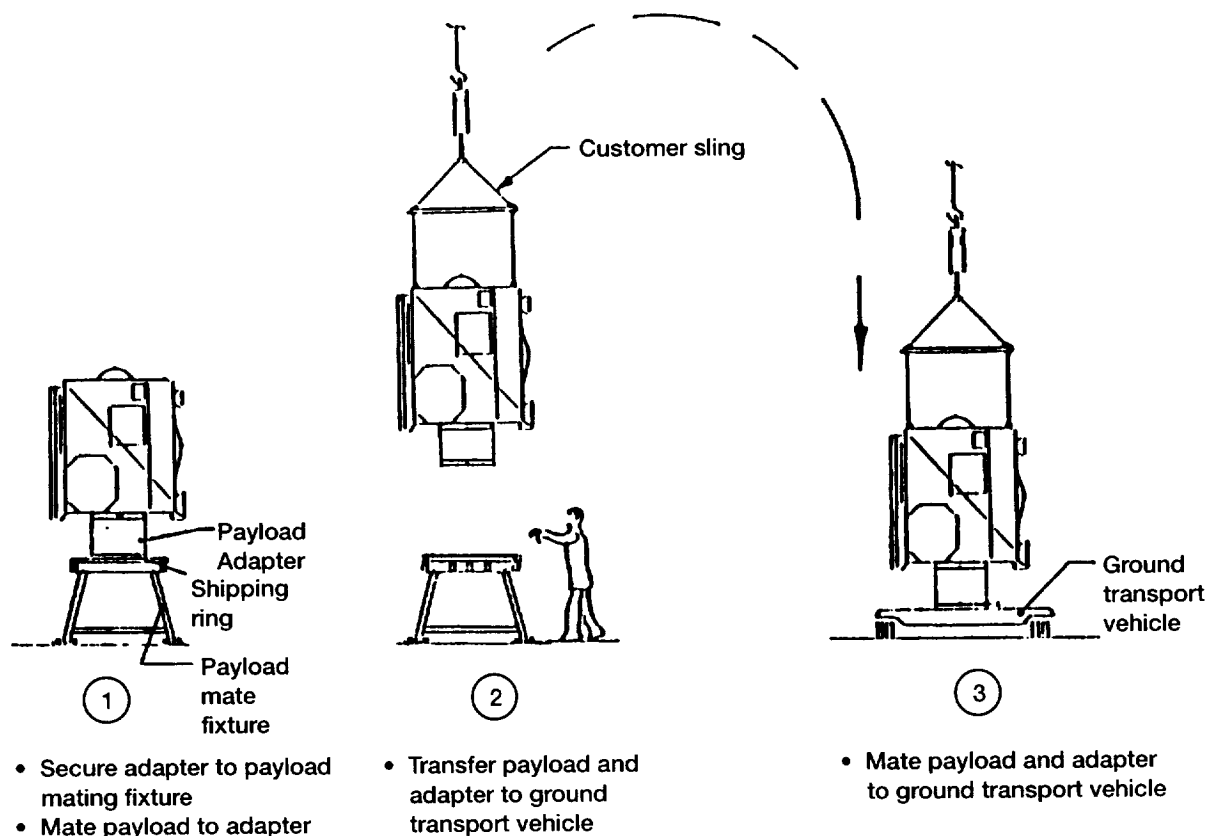 Customer sling
Payload
Adapter
Shipping
ring
Payload
mate
fixture
Ground
transport
vehicle
1
2
3
• Secure adapter to payload
mating fixture
• Mate payload to adapter
• Transfer payload and
adapter to ground
transport vehicle
• Mate payload and adapter
to ground transport vehicle